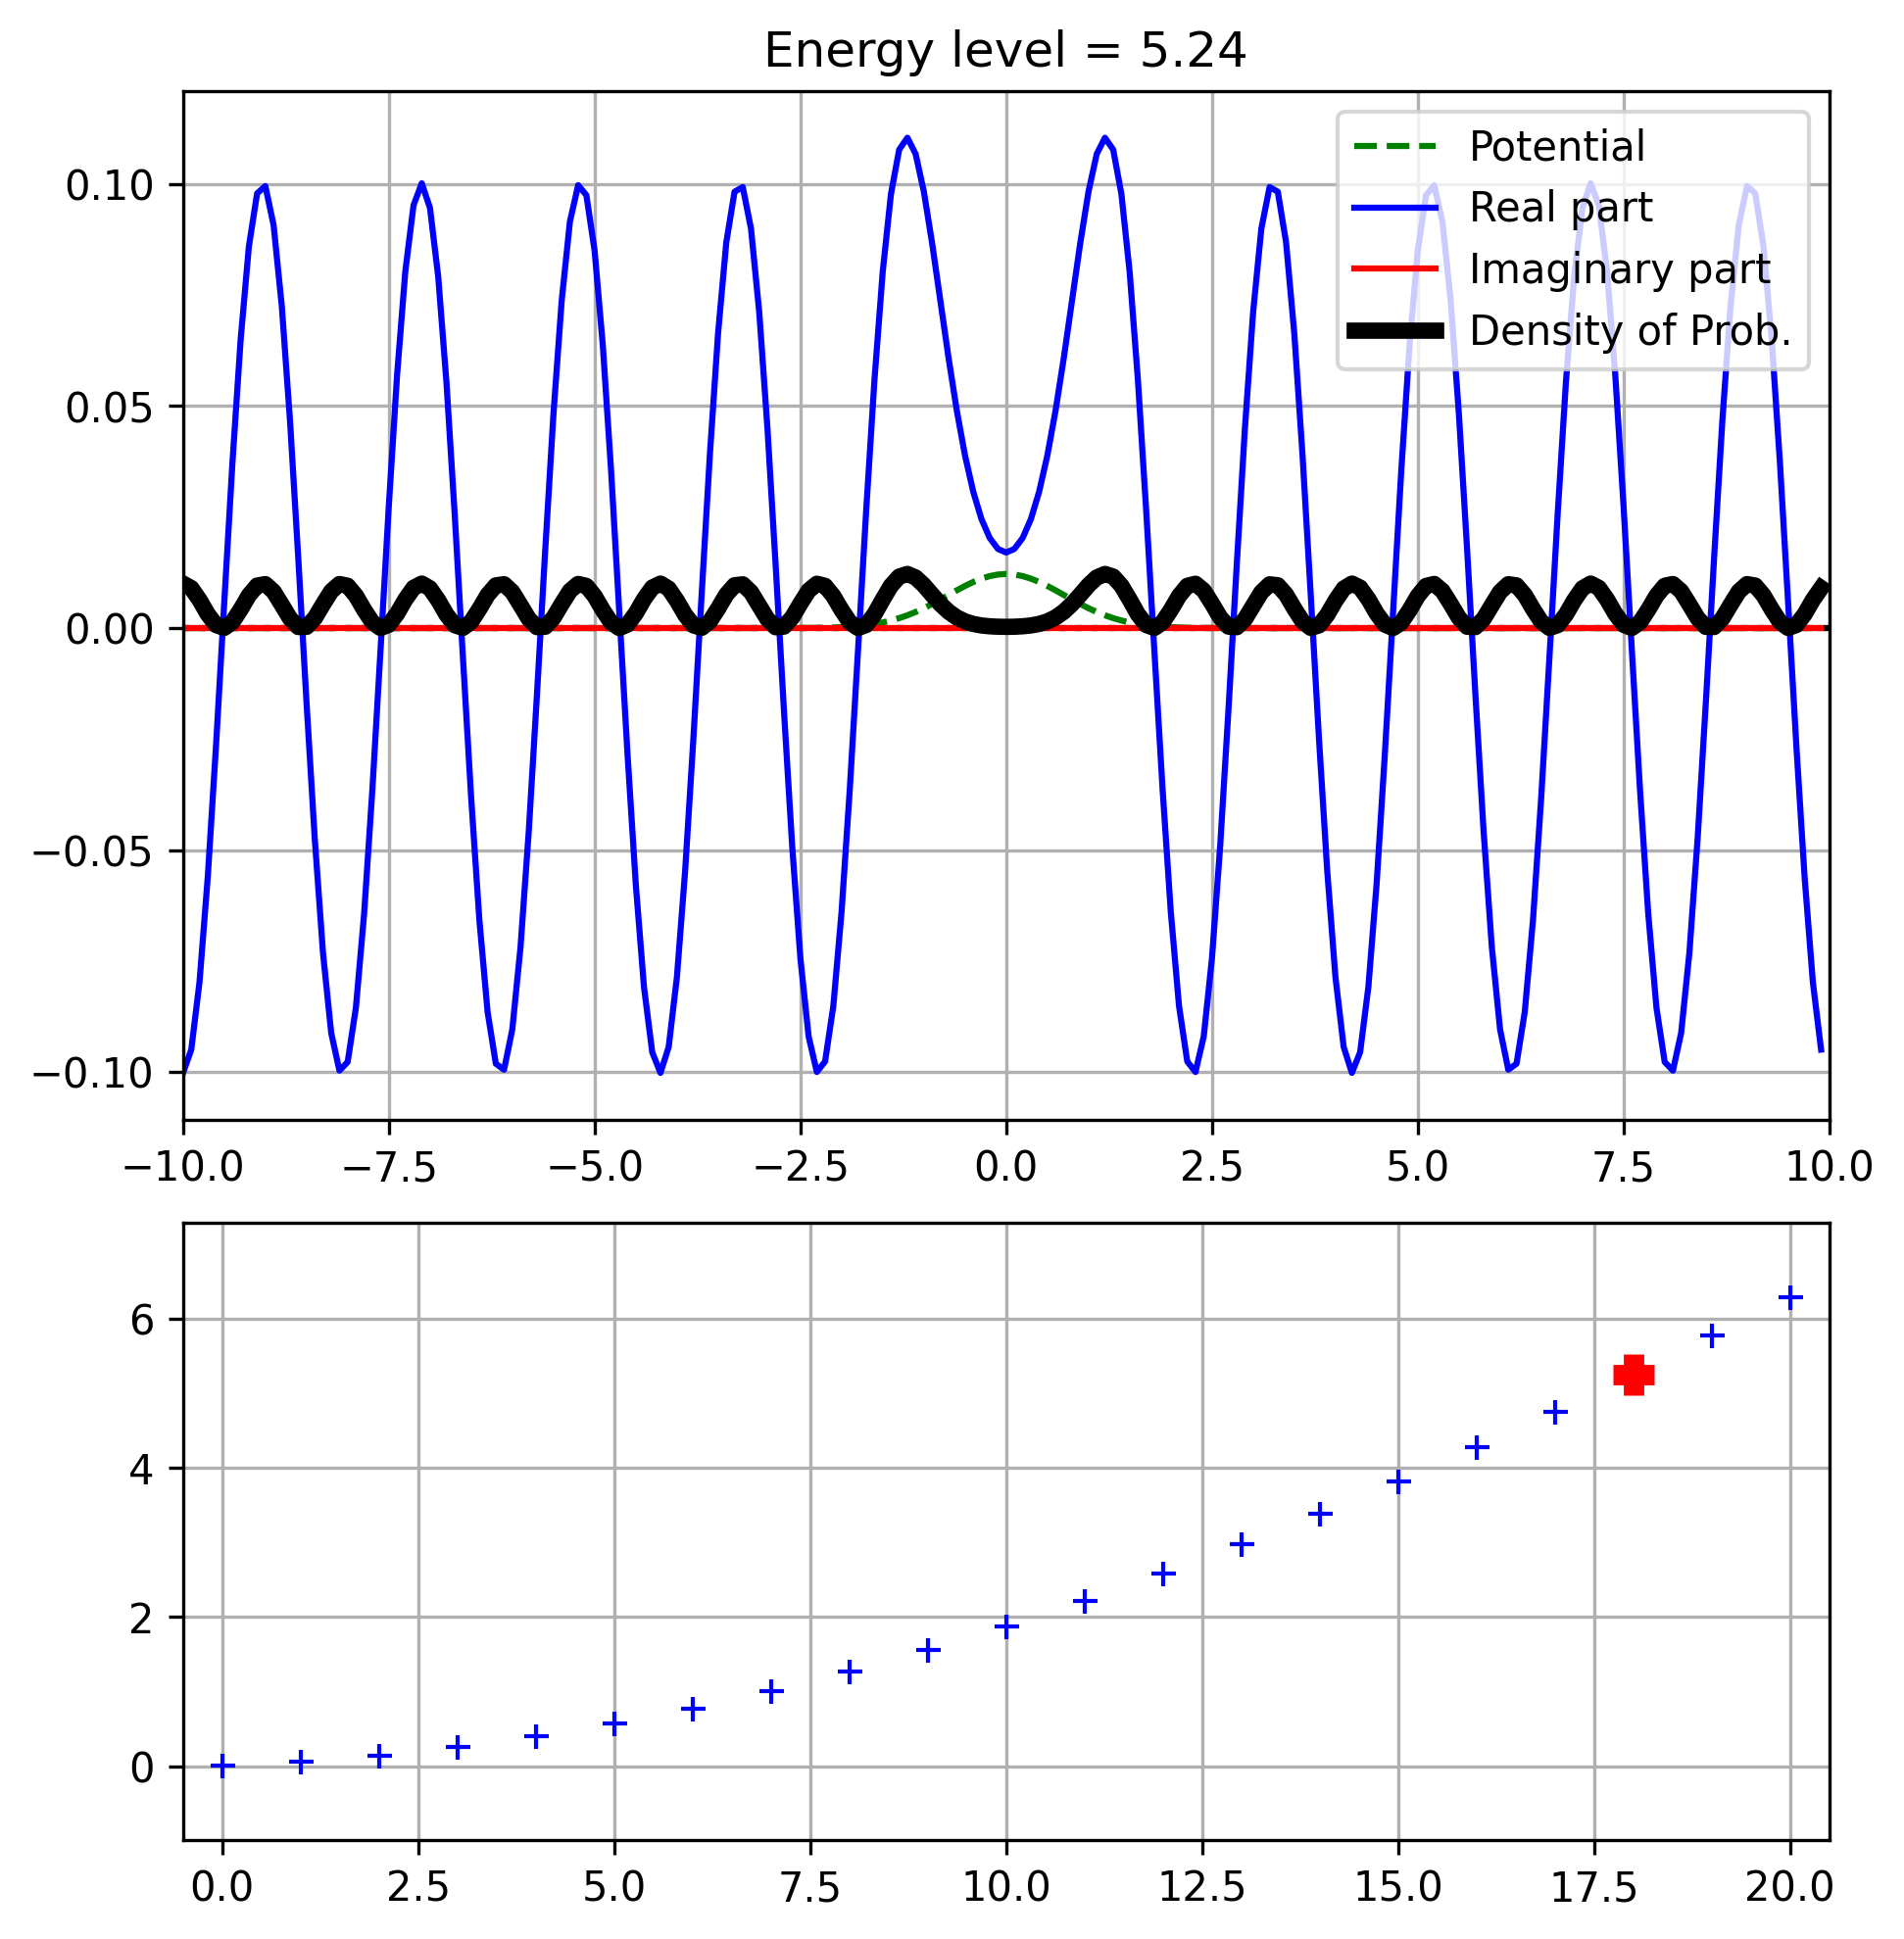 Energy level = 5.24
Potential
Real part
Imaginary part
Density of Prob.
0.10
0.05
0.00
−0.05
−0.10
−10.0 −7.5 −5.0 −2.5 0.0 2.5 5.0 7.5 10.0
6
4
2
0
0.0 2.5 5.0 7.5 10.0 12.5 15.0 17.5 20.0